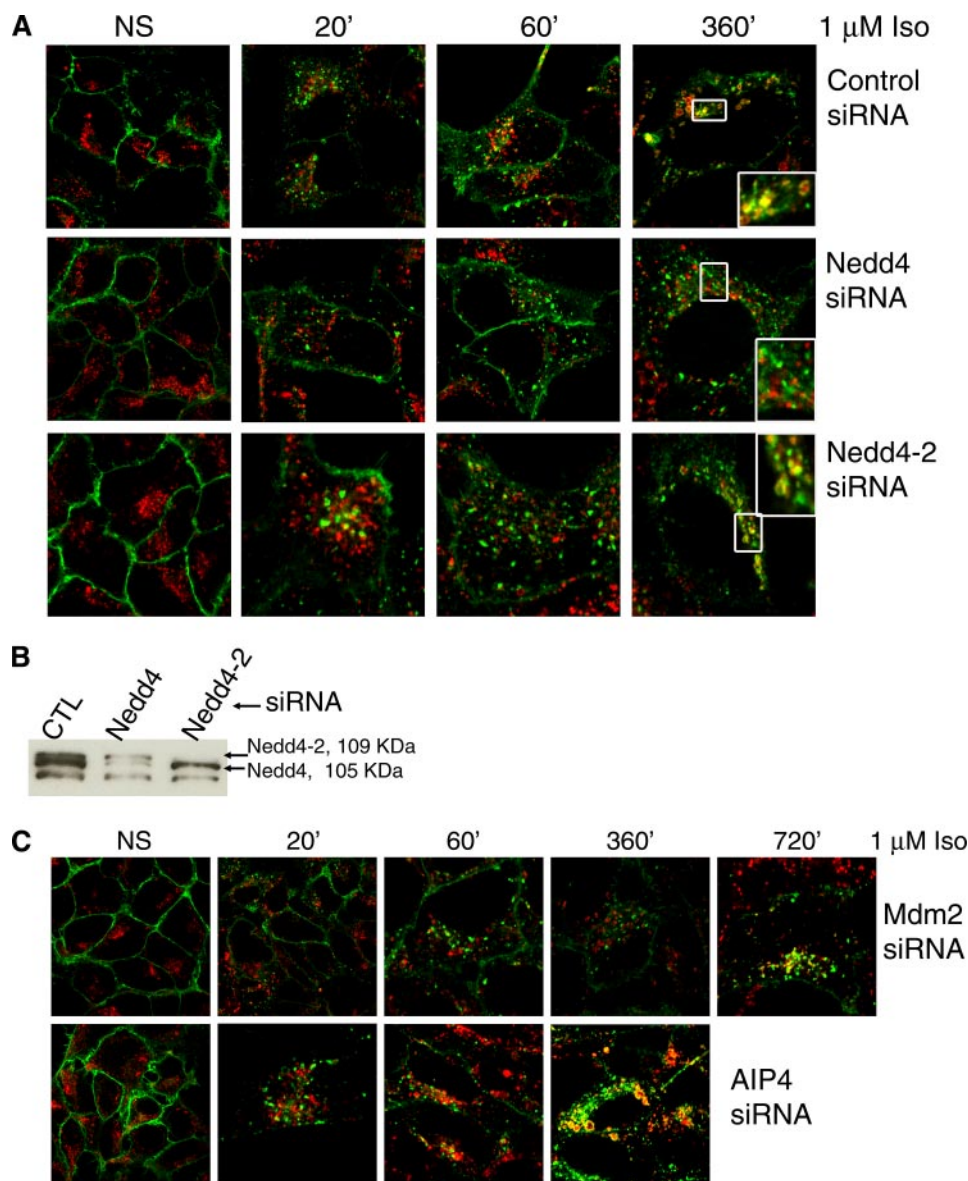 A
NS 20' 60' 360' 1 µM Iso
Control
siRNA
Nedd4
siRNA
Nedd4-2
siRNA
B
CTL Nedd4 Nedd4-2 siRNA
Nedd4-2, 109 KDa
Nedd4, 105 KDa
C
NS 20' 60' 360' 720' 1 µM Iso
Mdm2
siRNA
AIP4
siRNA